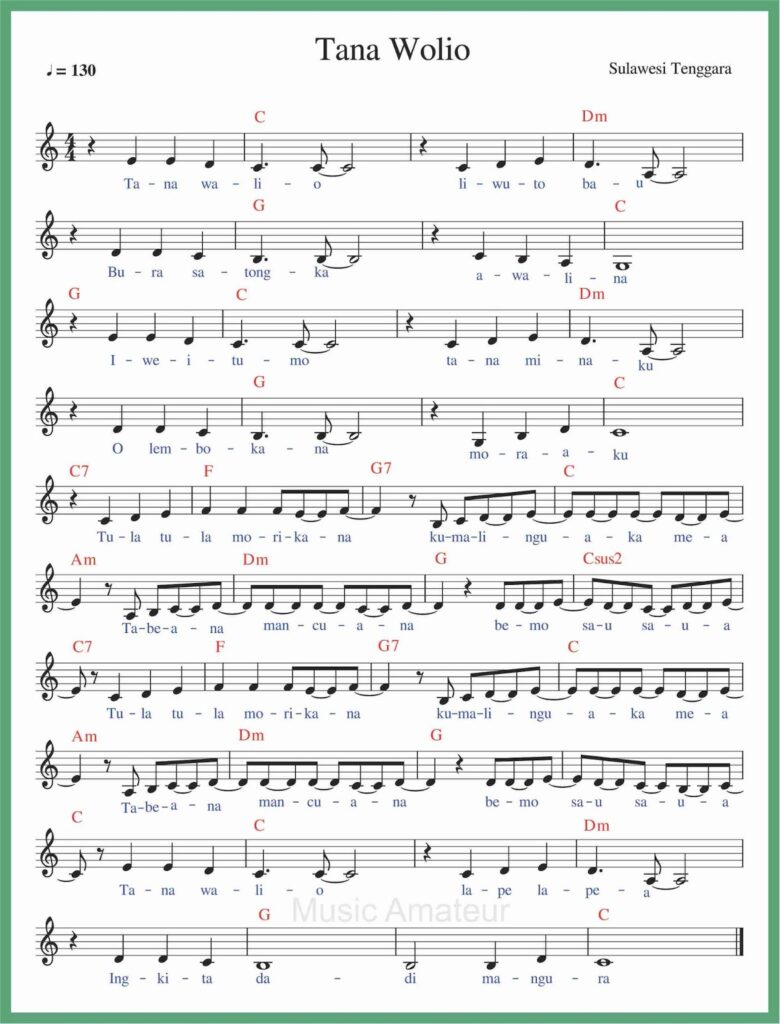 Tana Wolio
♩ = 130
Sulawesi Tenggara
C Dm
Ta – na wa – li – o li – wu – to ba – u
G C
Bu – ra sa – tong – ka a – wa – li – na
G C Dm
I – we – i – tu – mo ta – na mi – na – ku
G C
O lem – bo – ka – na mo – ra – a – ku
C7 F G7 C
Tu – la tu – la mo – ri – ka – na ku – ma – li – ngu – a – ka me – a
Am Dm G Csus2
Ta – be – a – na man – cu – a – na be – mo sa – u sa – u – a
C7 F G7 C
Tu – la tu – la mo – ri – ka – na ku – ma – li – ngu – a – ka me – a
Am Dm G
Ta – be – a – na man – cu – a – na be – mo sa – u sa – u – a
C C Dm
Ta – na wa – li – o la – pe la – pe – a
Music Amateur
G C
Ing – ki – ta da – di ma – ngu – ra